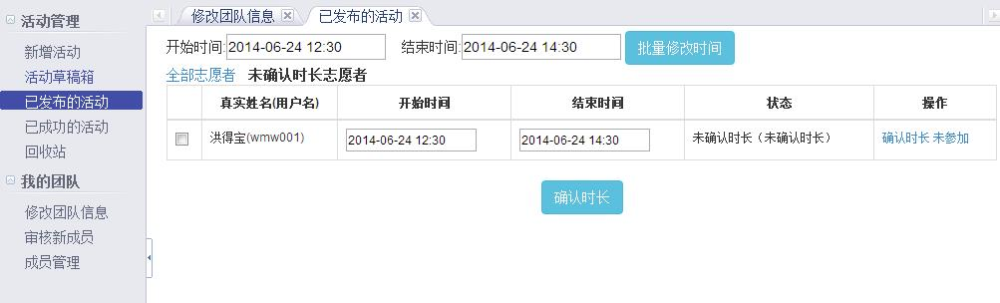 活动管理
新增活动
活动草稿箱
已发布的活动
已成功的活动
回收站
我的团队
修改团队信息
审核新成员
成员管理
修改团队信息 已发布的活动
开始时间:2014-06-24 12:30 结束时间:2014-06-24 14:30 批量修改时间
全部志愿者 未确认时长志愿者
真实姓名(用户名) 开始时间 结束时间 状态 操作
洪得宝(wmw001) 2014-06-24 12:30 2014-06-24 14:30 未确认时长（未确认时长） 确认时长 未参加
确认时长